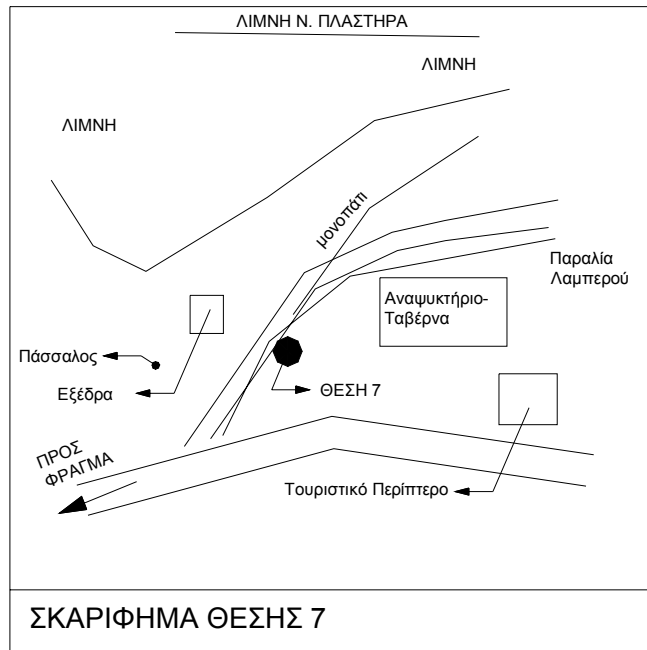 ΛΙΜΝΗ Ν. ΠΛΑΣΤΗΡΑ
ΛΙΜΝΗ
ΛΙΜΝΗ
μονοπάτι
Παραλία
Λαμπερού
Αναψυκτήριο-
Ταβέρνα
Πάσσαλος
Εξέδρα
ΘΕΣΗ 7
ΠΡΟΣ
ΦΡΑΓΜΑ
Τουριστικό Περίπτερο
ΣΚΑΡΙΦΗΜΑ ΘΕΣΗΣ 7